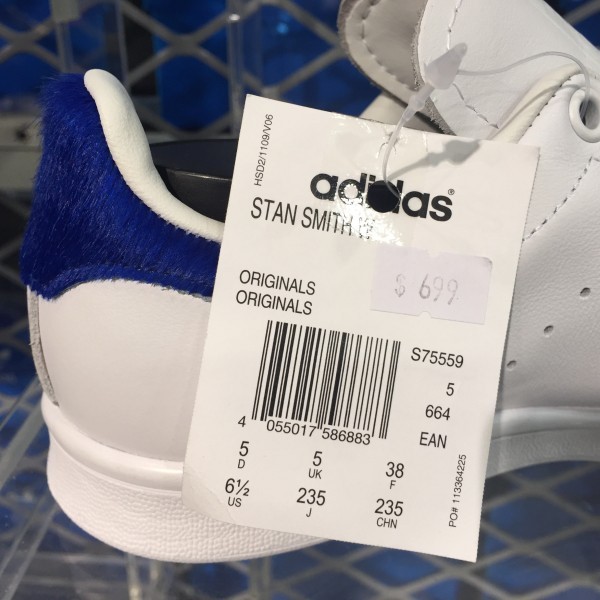 HSD2/1109/V06
adidas®
STAN SMITH W
$ 699
ORIGINALS
ORIGINALS
S75559
5
664
EAN
4 055017 586883
5 5 38
D UK F
6½ 235 235
US J CHN
PO# 113364225